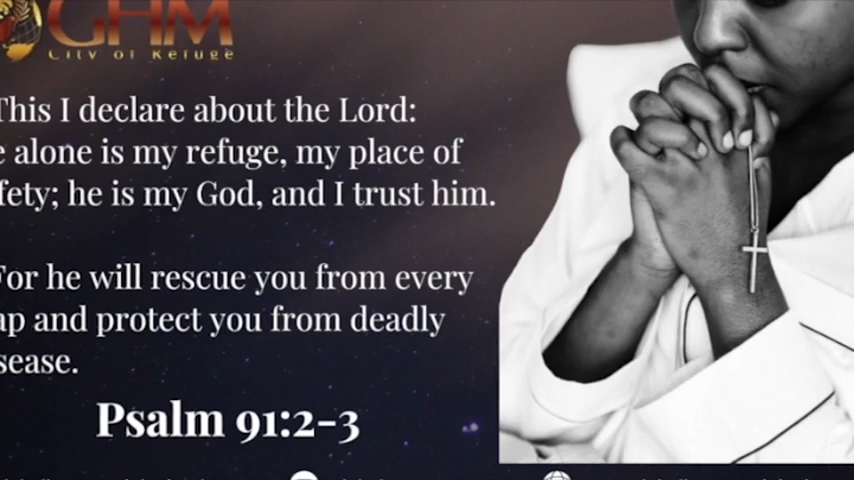 GHM
City of Refuge
This I declare about the Lord:
e alone is my refuge, my place of
fety; he is my God, and I trust him.
For he will rescue you from every
ap and protect you from deadly
sease.
Psalm 91:2-3